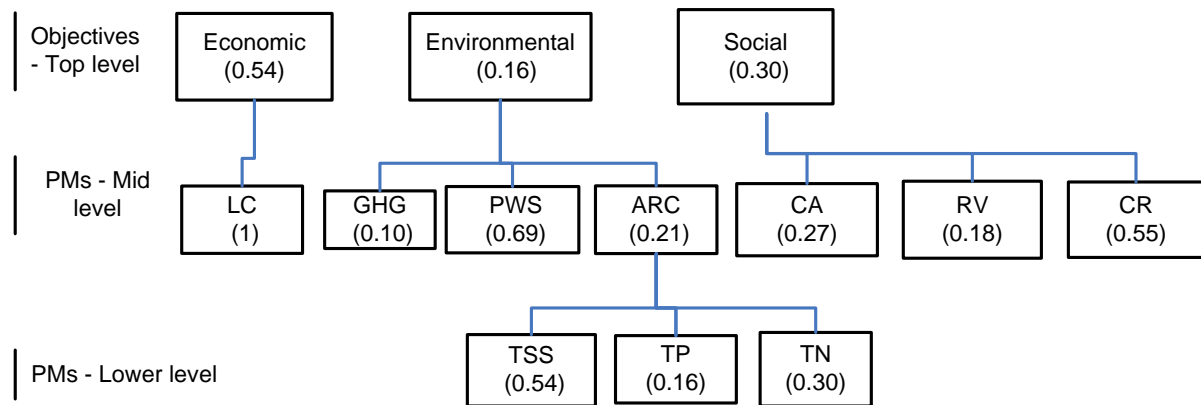 Objectives
- Top level
Economic
(0.54)
Environmental
(0.16)
Social
(0.30)
PMs - Mid
level
LC
(1)
GHG
(0.10)
PWS
(0.69)
ARC
(0.21)
CA
(0.27)
RV
(0.18)
CR
(0.55)
PMs - Lower level
TSS
(0.54)
TP
(0.16)
TN
(0.30)